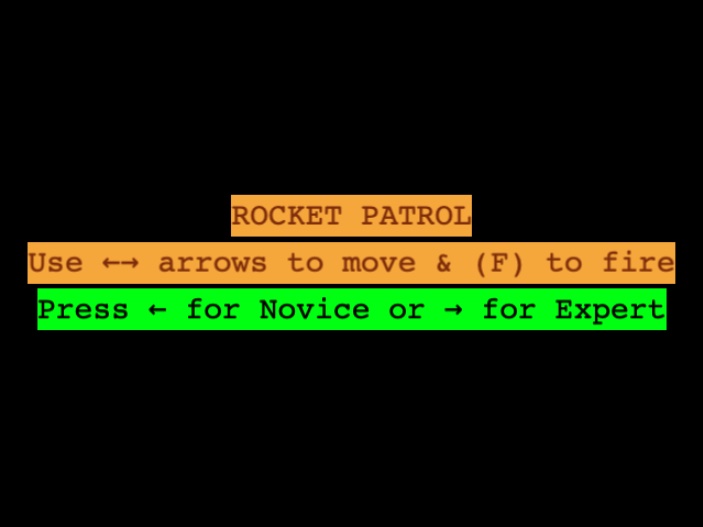 ROCKET PATROL
Use ←→ arrows to move & (F) to fire
Press ← for Novice or → for Expert